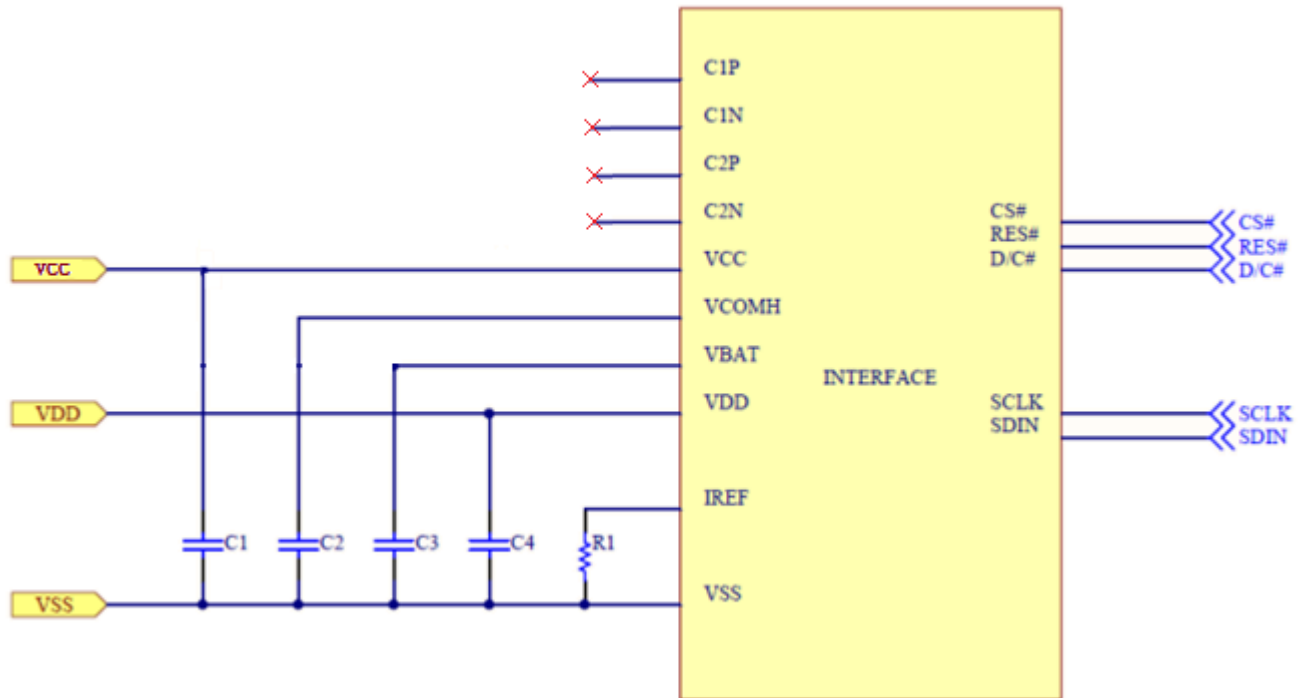 C1P
C1N
C2P
C2N
CS#
CS#
RES#
RES#
VCC
VCC
D/C#
D/C#
VCOMH
VBAT
INTERFACE
VDD
VDD
SCLK
SCLK
SDIN
SDIN
IREF
C1
C2
C3
C4
R1
VSS
VSS